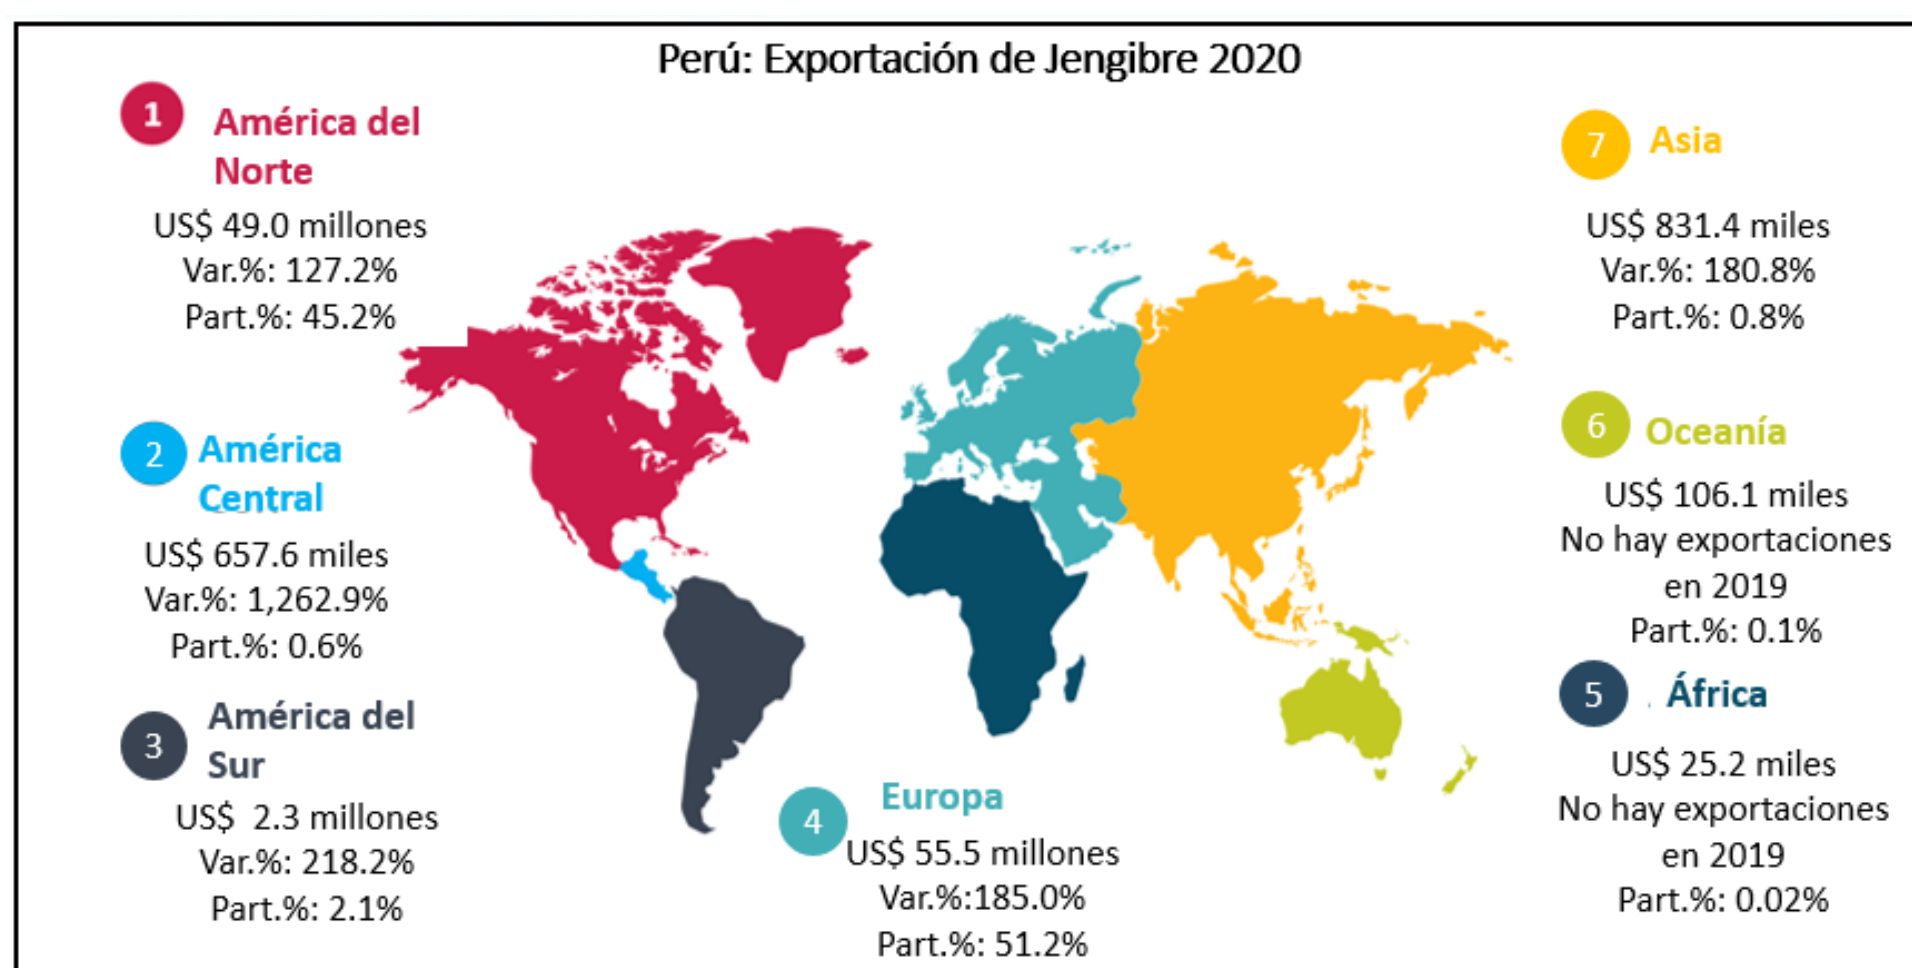 Perú: Exportación de Jengibre 2020
1
América del
Norte
US$ 49.0 millones
Var.%: 127.2%
Part.%: 45.2%
2
América
Central
US$ 657.6 miles
Var.%: 1,262.9%
Part.%: 0.6%
3
América del
Sur
US$  2.3 millones
Var.%: 218.2%
Part.%: 2.1%
4
Europa
US$ 55.5 millones
Var.%:185.0%
Part.%: 51.2%
7
Asia
US$ 831.4 miles
Var.%: 180.8%
Part.%: 0.8%
6
Oceanía
US$ 106.1 miles
No hay exportaciones
en 2019
Part.%: 0.1%
5
África
US$ 25.2 miles
No hay exportaciones
en 2019
Part.%: 0.02%